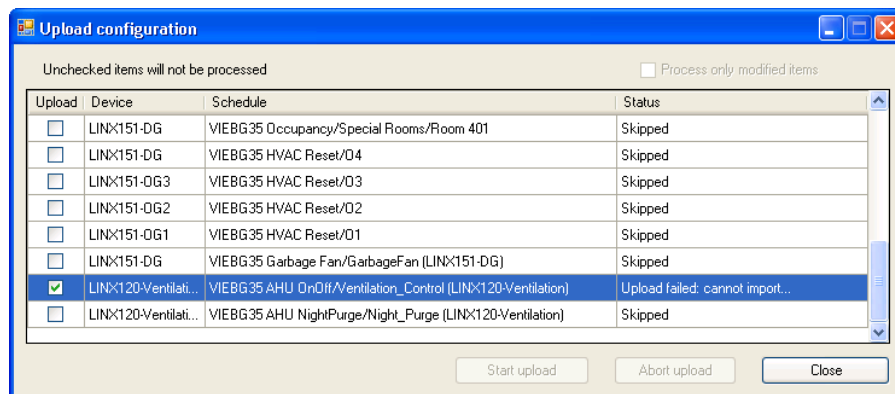 Upload configuration
Unchecked items will not be processed
Process only modified items
Upload Device Schedule Status
LINX151-DG VIEBG35 Occupancy/Special Rooms/Room 401 Skipped
LINX151-DG VIEBG35 HVAC Reset/O4 Skipped
LINX151-OG3 VIEBG35 HVAC Reset/O3 Skipped
LINX151-OG2 VIEBG35 HVAC Reset/O2 Skipped
LINX151-OG1 VIEBG35 HVAC Reset/O1 Skipped
LINX151-DG VIEBG35 Garbage Fan/GarbageFan (LINX151-DG) Skipped
LINX120-Ventilati... VIEBG35 AHU OnOff/Ventilation_Control (LINX120-Ventilation) Upload failed: cannot import...
LINX120-Ventilati... VIEBG35 AHU NightPurge/Night_Purge (LINX120-Ventilation) Skipped
Start upload Abort upload Close